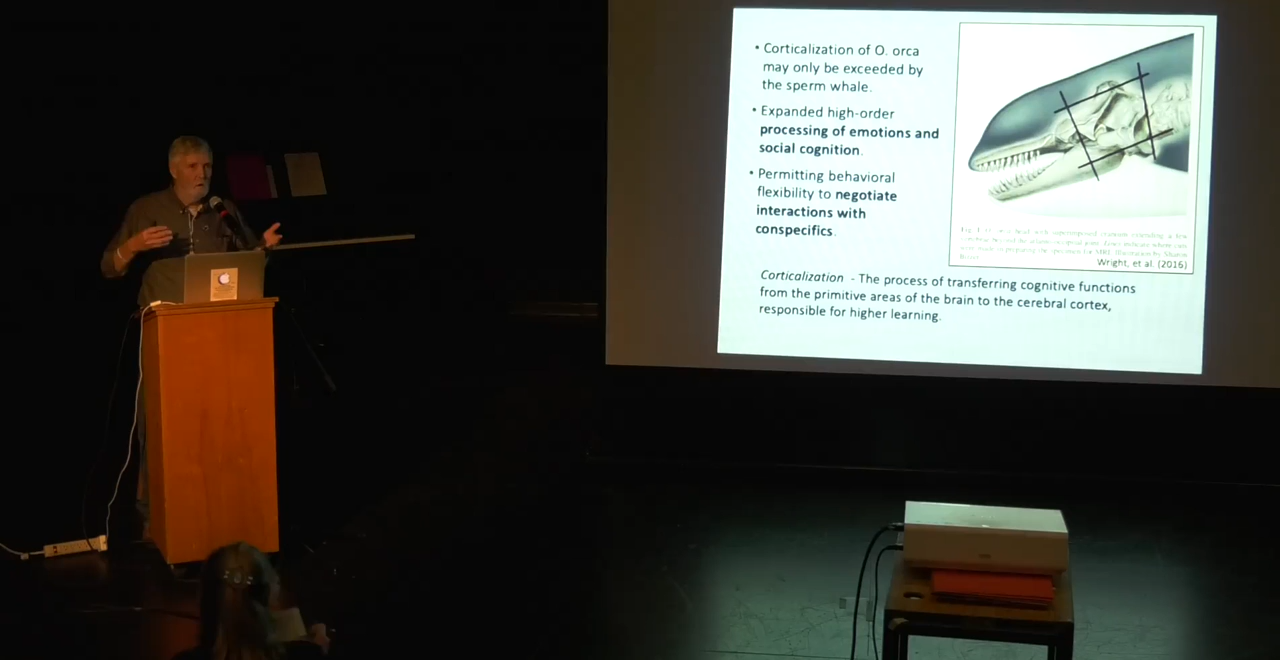 • Corticalization of O. orca
may only be exceeded by
the sperm whale.
• Expanded high-order
processing of emotions and
social cognition.
• Permitting behavioral
flexibility to negotiate
interactions with
conspecifics.
Wright, et al. (2016)
Corticalization - The process of transferring cognitive functions
from the primitive areas of the brain to the cerebral cortex,
responsible for higher learning.